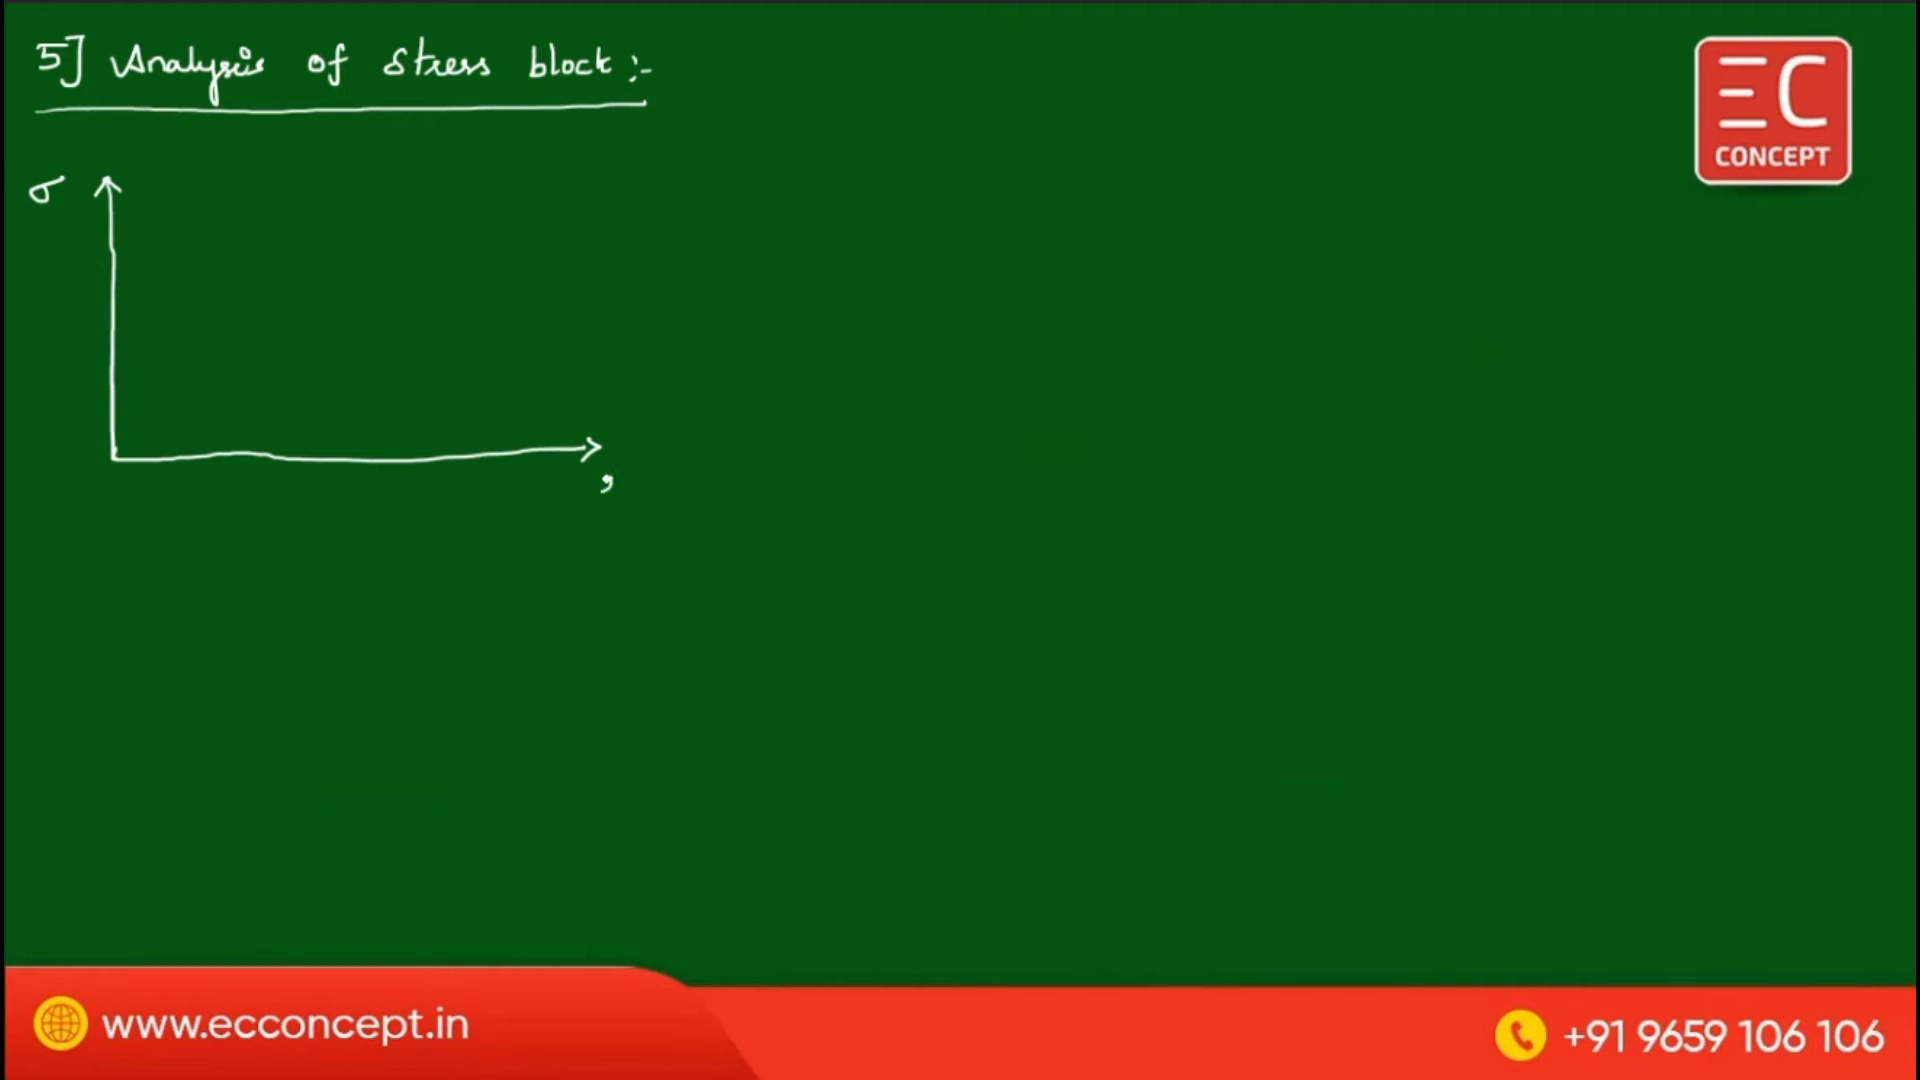 5] Analysis of stress block :-
EC
CONCEPT
σ
www.ecconcept.in
+91 9659 106 106